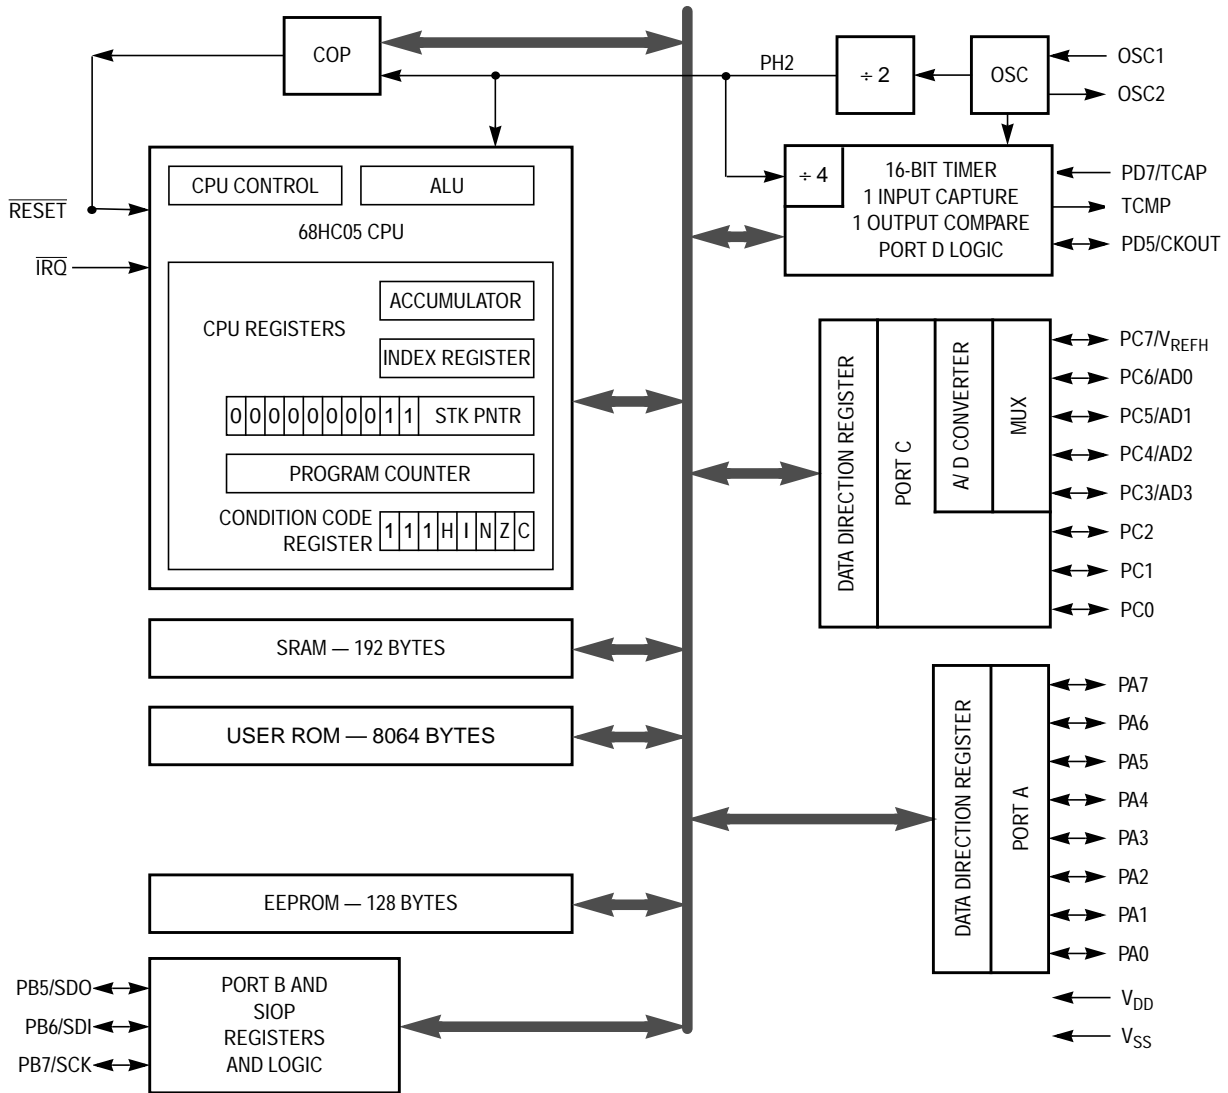 COP
PH2
÷ 2
OSC
OSC1
OSC2
CPU CONTROL
ALU
68HC05 CPU
RESET
IRQ
÷ 4
16-BIT TIMER
1 INPUT CAPTURE
1 OUTPUT COMPARE
PORT D LOGIC
PD7/TCAP
TCMP
PD5/CKOUT
CPU REGISTERS
ACCUMULATOR
INDEX REGISTER
0 0 0 0 0 0 0 0 1 1 STK PNTR
PROGRAM COUNTER
CONDITION CODE
REGISTER
1 1 1 H I N Z C
DATA DIRECTION REGISTER
PORT C
A/D CONVERTER
MUX
PC7/VREFH
PC6/AD0
PC5/AD1
PC4/AD2
PC3/AD3
PC2
PC1
PC0
SRAM — 192 BYTES
USER ROM — 8064 BYTES
EEPROM — 128 BYTES
DATA DIRECTION REGISTER
PORT A
PA7
PA6
PA5
PA4
PA3
PA2
PA1
PA0
VDD
VSS
PB5/SDO
PB6/SDI
PB7/SCK
PORT B AND
SIOP
REGISTERS
AND LOGIC